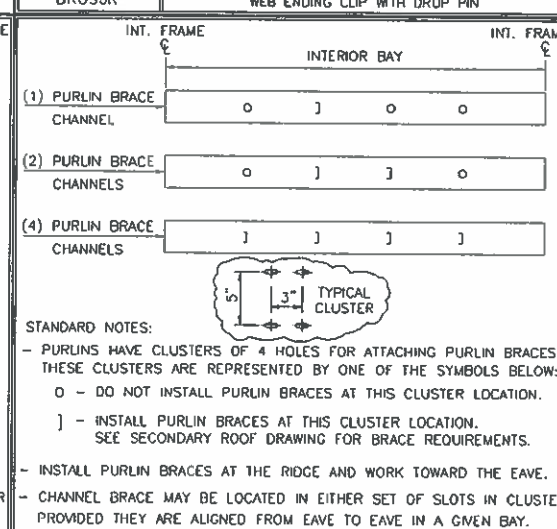 WEB ENDING CLIP WITH DROP PIN
INT. FRAME
INT. FRAM
℄
℄
INTERIOR BAY
(1) PURLIN BRACE
CHANNEL
O ] O O
(2) PURLIN BRACE
CHANNELS
O ] ] O
(4) PURLIN BRACE
CHANNELS
] ] ] ]
5"
3"
TYPICAL
CLUSTER
STANDARD NOTES:
– PURLINS HAVE CLUSTERS OF 4 HOLES FOR ATTACHING PURLIN BRACES
THESE CLUSTERS ARE REPRESENTED BY ONE OF THE SYMBOLS BELOW:
O – DO NOT INSTALL PURLIN BRACES AT THIS CLUSTER LOCATION.
] – INSTALL PURLIN BRACES AT THIS CLUSTER LOCATION.
SEE SECONDARY ROOF DRAWING FOR BRACE REQUIREMENTS.
– INSTALL PURLIN BRACES AT THE RIDGE AND WORK TOWARD THE EAVE.
– CHANNEL BRACE MAY BE LOCATED IN EITHER SET OF SLOTS IN CLUSTE
PROVIDED THEY ARE ALIGNED FROM EAVE TO EAVE IN A GIVEN BAY.